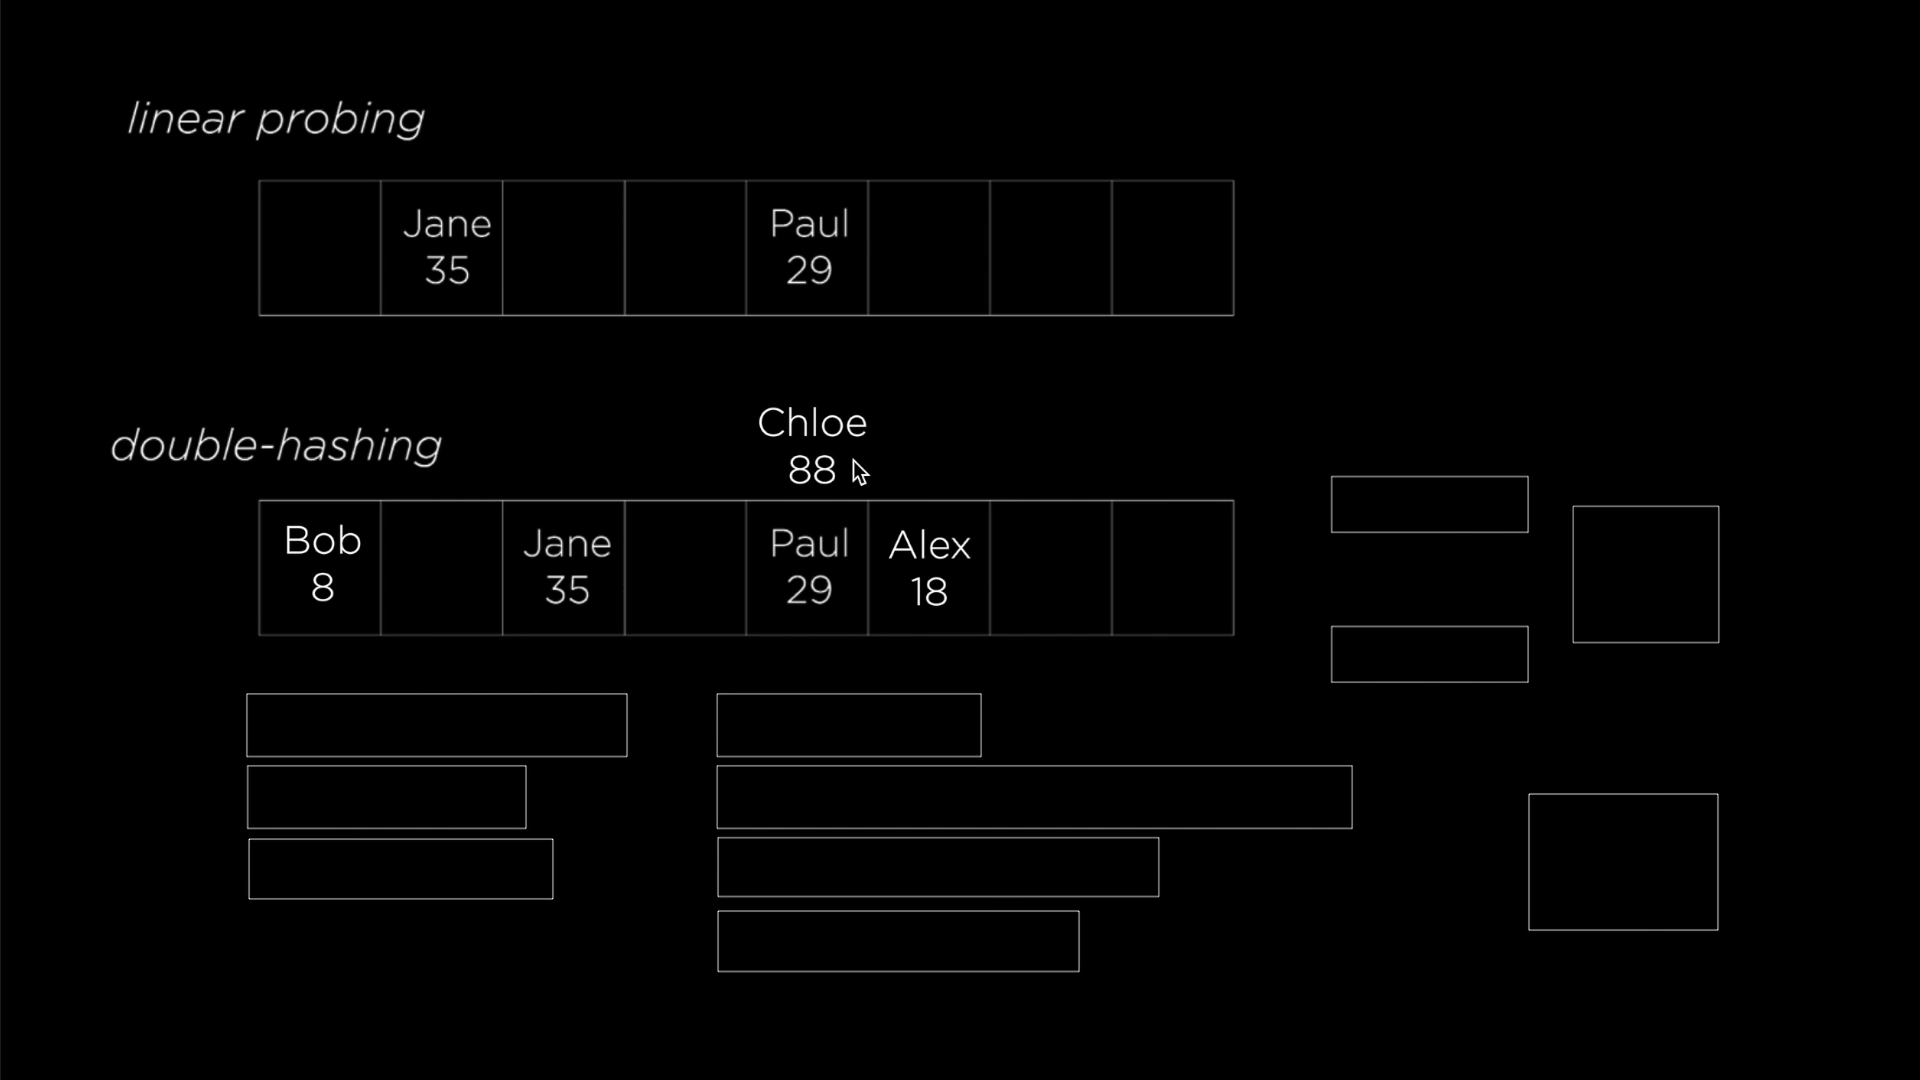 linear probing
Jane Paul
35 29
double-hashing
Chloe
88
Bob Jane Paul Alex
8 35 29 18